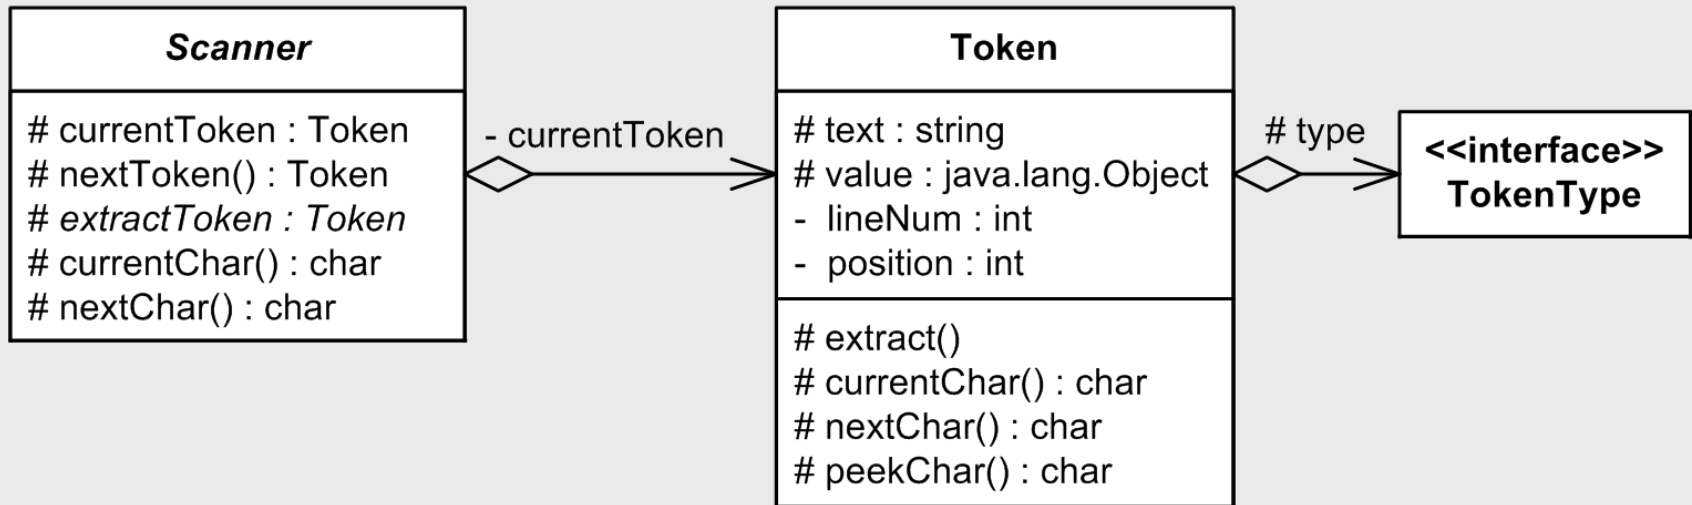 Scanner
# currentToken : Token
# nextToken() : Token
# extractToken : Token
# currentChar() : char
# nextChar() : char
- currentToken
Token
# text : string
# value : java.lang.Object
- lineNum : int
- position : int
# extract()
# currentChar() : char
# nextChar() : char
# peekChar() : char
# type
<<interface>>
TokenType